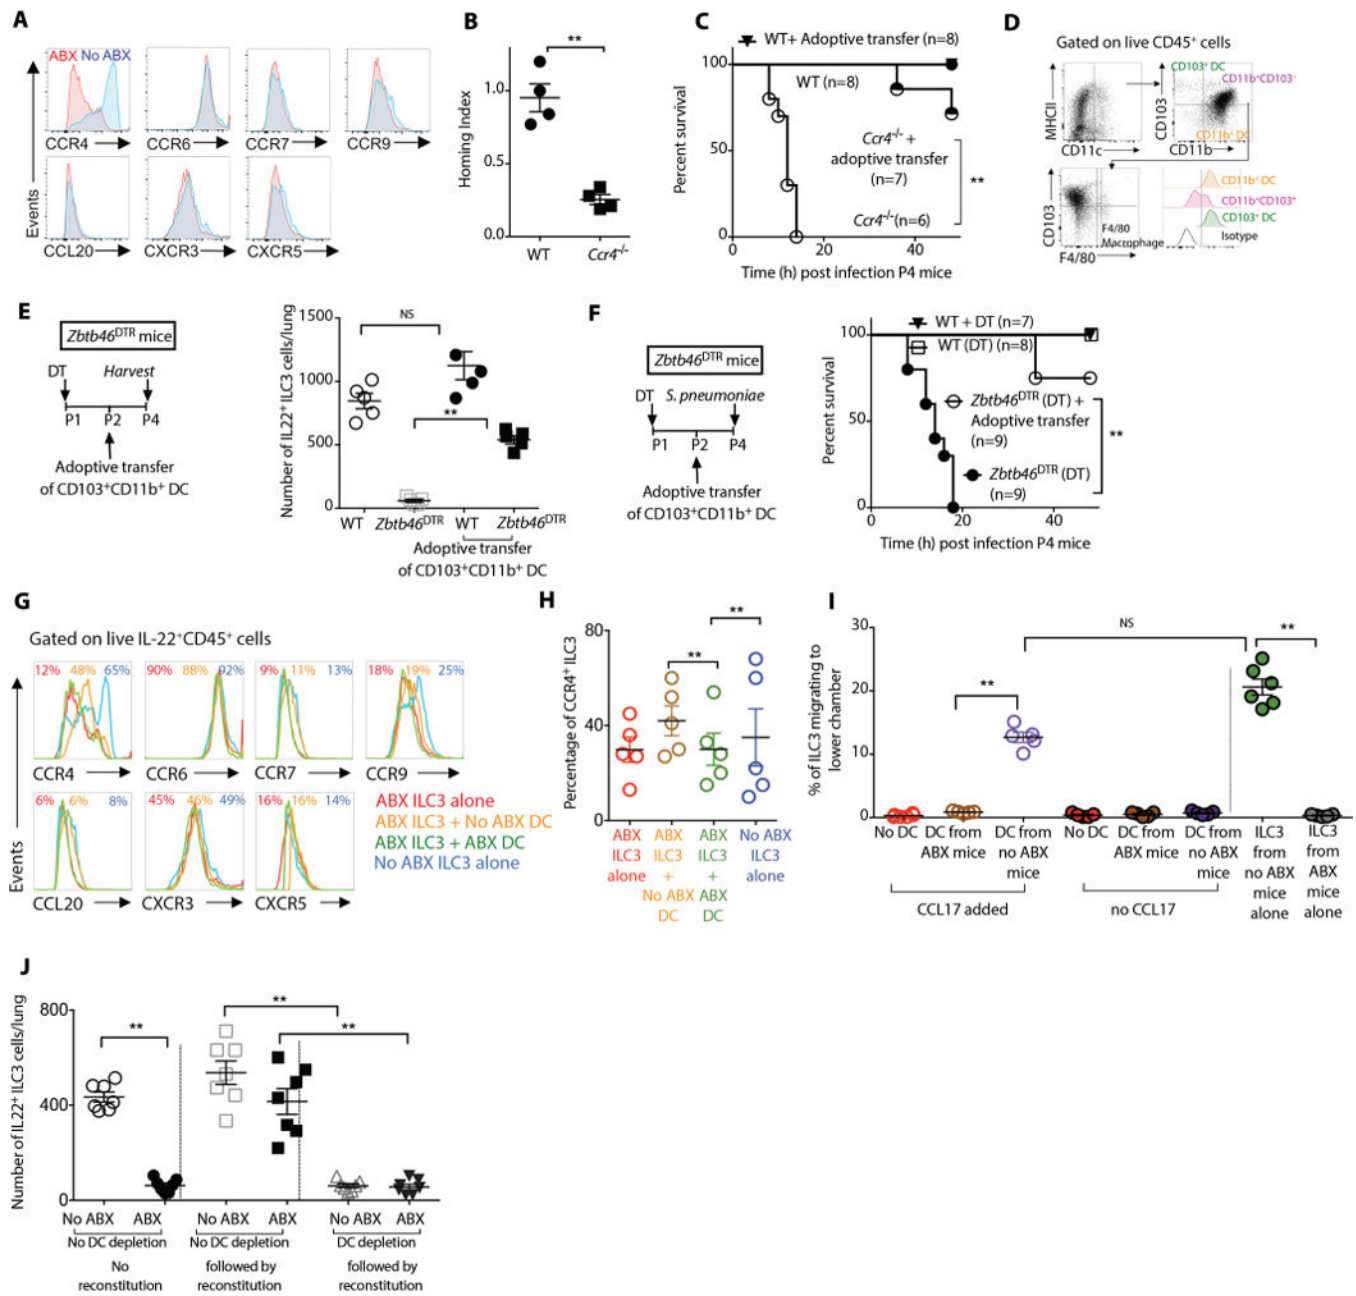 A
ABX No ABX
CCR4
CCR6
CCR7
CCR9
CCL20
CXCR3
CXCR5
Events
B
**
Homing Index
1.0
0.5
0.0
WT
Ccr4-/-
C
WT+ Adoptive transfer (n=8)
WT (n=8)
Ccr4-/- +
adoptive transfer
(n=7)
**
Ccr4-/-(n=6)
Percent survival
100
50
0
0 20 40
Time (h) post infection P4 mice
D
Gated on live CD45+ cells
CD103+ DC
CD11b+CD103+
CD11b+ DC
MHCII
CD11c
CD103
CD11b
CD103
F4/80
F4/80
Macrophage
CD11b+ DC
CD11b+CD103+
CD103+ DC
Isotype
E
Zbtb46DTR mice
DT Harvest
P1 P2 P4
Adoptive transfer
of CD103+CD11b+ DC
Number of IL22+ ILC3 cells/lung
1500
1000
500
0
NS
**
WT Zbtb46DTR WT Zbtb46DTR
Adoptive transfer
of CD103+CD11b+ DC
F
Zbtb46DTR mice
DT S. pneumoniae
P1 P2 P4
Adoptive transfer
of CD103+CD11b+ DC
Percent survival
100
50
0
WT + DT (n=7)
WT (DT) (n=8)
Zbtb46DTR (DT) +
Adoptive transfer
(n=9)
**
Zbtb46DTR (DT)
(n=9)
0 20 40
Time (h) post infection P4 mice
G
Gated on live IL-22+CD45+ cells
12% 48% 65%
90% 88% 92%
9% 11% 13%
18% 19% 25%
CCR4
CCR6
CCR7
CCR9
6% 6% 8%
45% 46% 49%
16% 16% 14%
CCL20
CXCR3
CXCR5
Events
ABX ILC3 alone
ABX ILC3 + No ABX DC
ABX ILC3 + ABX DC
No ABX ILC3 alone
H
Percentage of CCR4+ ILC3
80
40
0
**
**
ABX
ILC3
alone
ABX
ILC3
+
No ABX
DC
ABX
ILC3
+
ABX
DC
No ABX
ILC3
alone
I
% of ILC3 migrating to
lower chamber
30
20
10
0
NS
**
**
No DC
DC from
ABX mice
DC from
no ABX
mice
No DC
DC from
ABX mice
DC from
no ABX
mice
ILC3
from
no ABX
mice
alone
ILC3
from
ABX
mice
alone
CCL17 added
no CCL17
J
Number of IL22+ ILC3 cells/lung
800
400
0
**
**
**
No ABX ABX
No ABX ABX
No ABX ABX
No DC depletion
No DC depletion
DC depletion
No
reconstitution
followed by
reconstitution
followed by
reconstitution